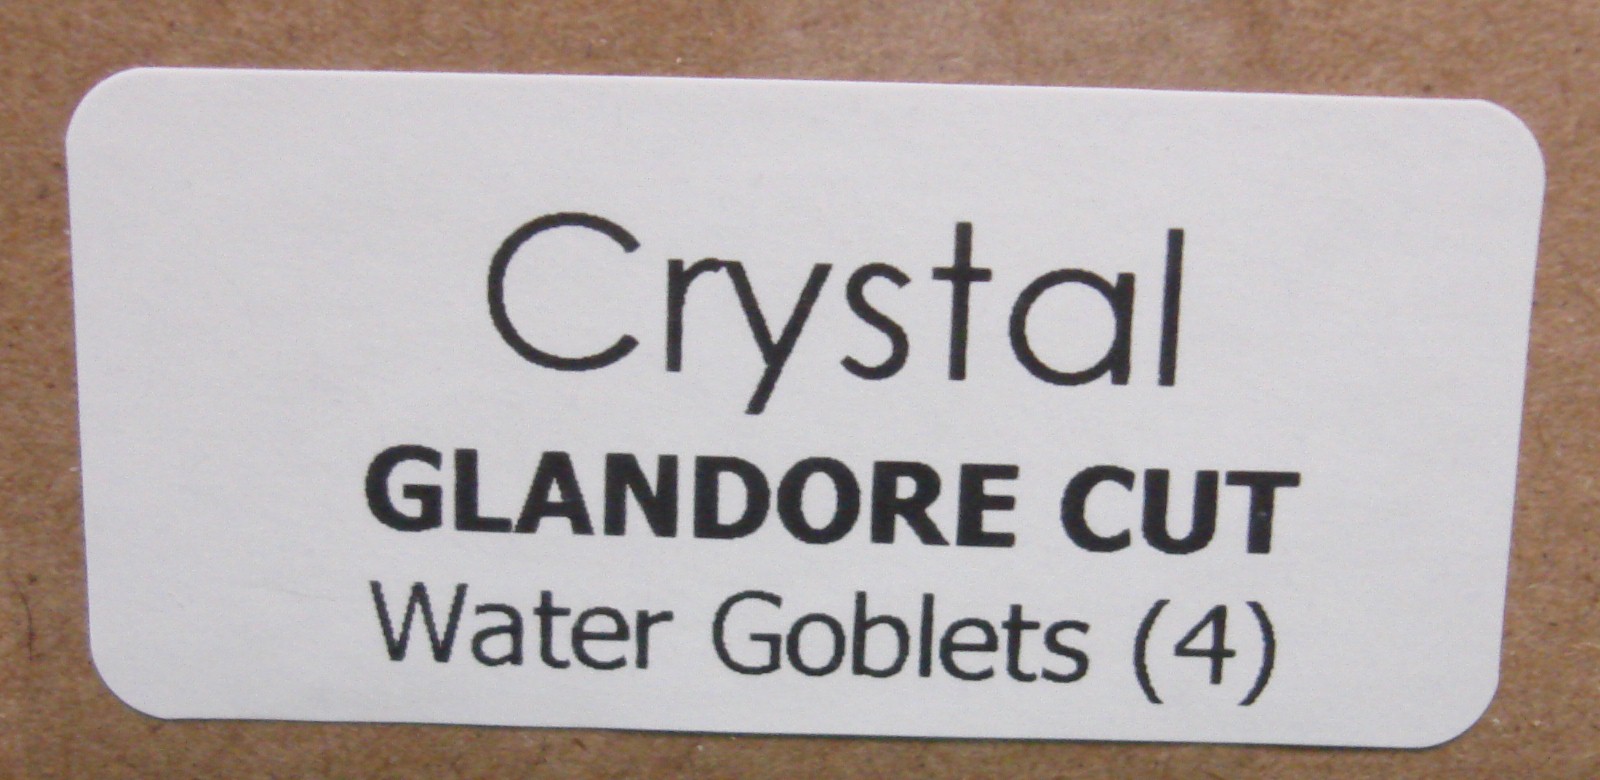 Crystal
GLANDORE CUT
Water Goblets (4)